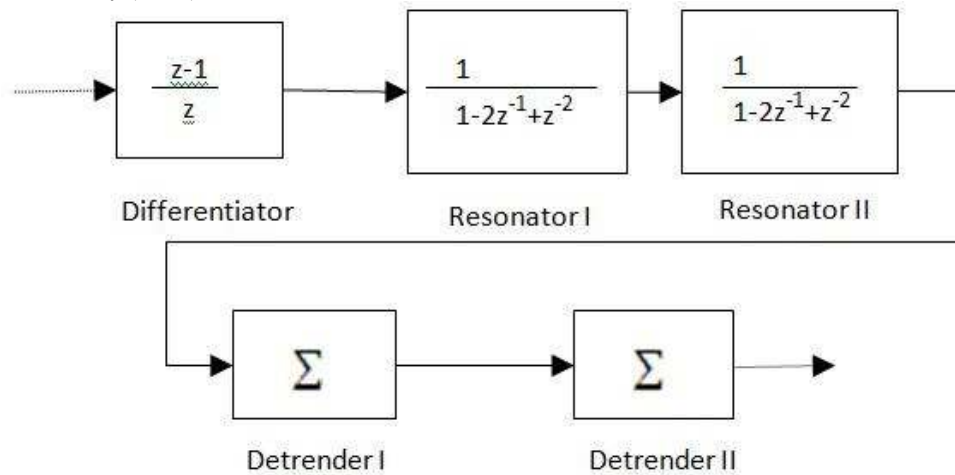 z-1
z
1
1-2z⁻¹+z⁻²
1
1-2z⁻¹+z⁻²
Differentiator
Resonator I
Resonator II
Σ
Σ
Detrender I
Detrender II